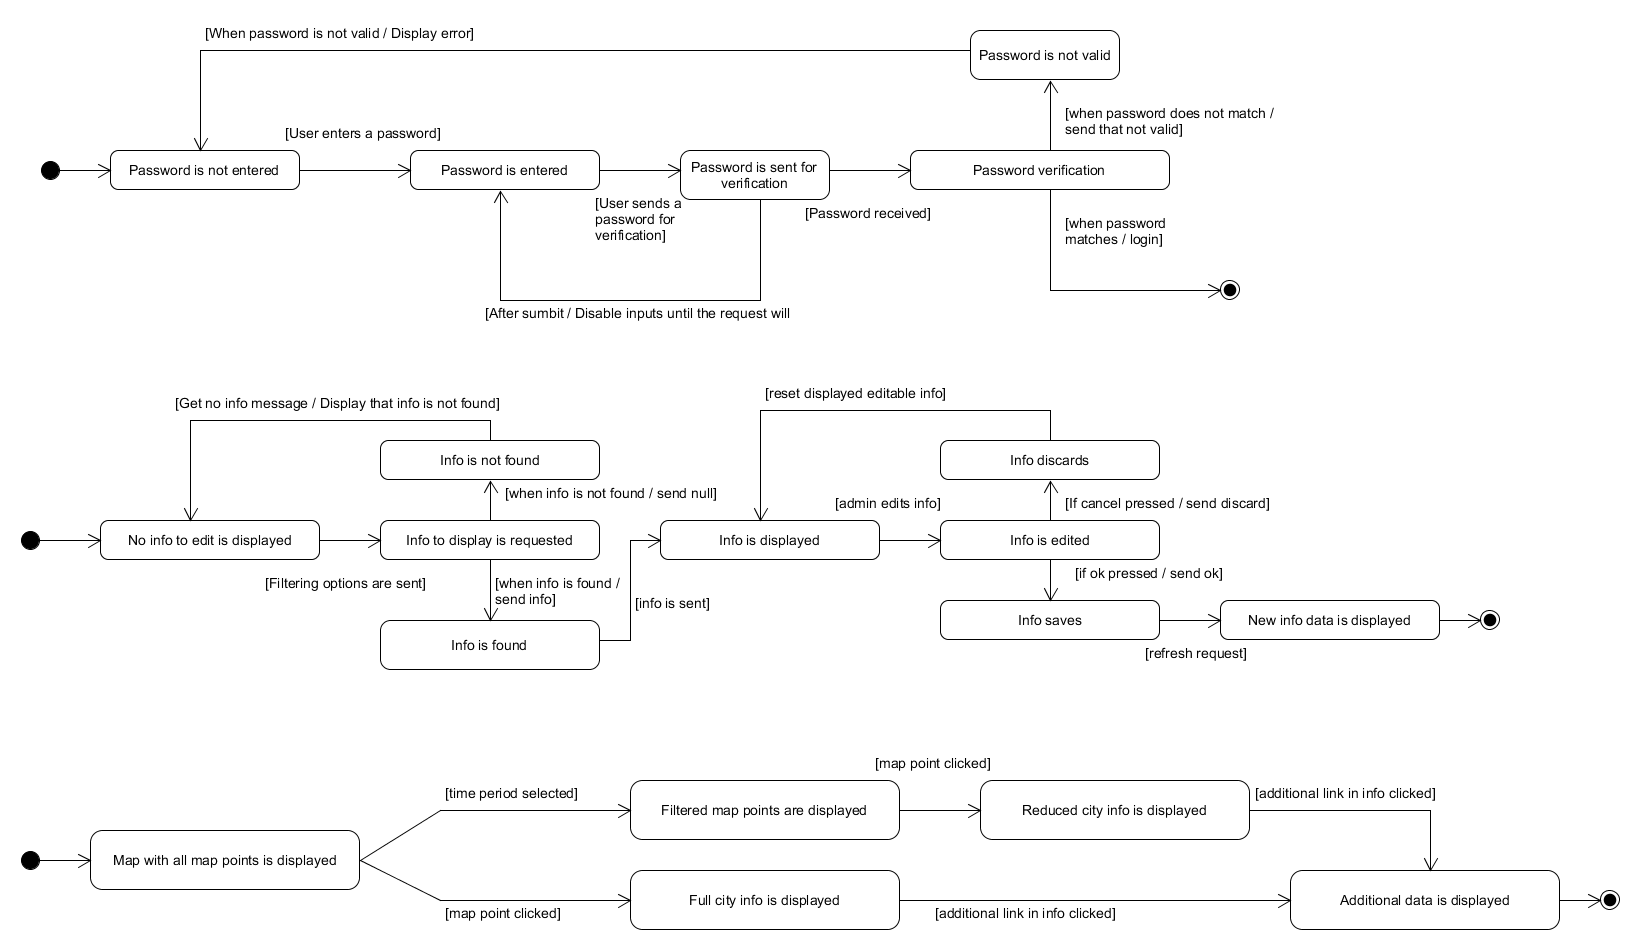 [When password is not valid / Display error]
Password is not valid
[when password does not match /
send that not valid]
[User enters a password]
Password is not entered
Password is entered
Password is sent for
verification
Password verification
[User sends a
password for
verification]
[Password received]
[when password
matches / login]
[After sumbit / Disable inputs until the request will
[Get no info message / Display that info is not found]
[reset displayed editable info]
Info is not found
Info discards
[when info is not found / send null]
[admin edits info]
[If cancel pressed / send discard]
No info to edit is displayed
Info to display is requested
Info is displayed
Info is edited
[Filtering options are sent]
[when info is found /
send info]
[info is sent]
[if ok pressed / send ok]
Info is found
Info saves
New info data is displayed
[refresh request]
[map point clicked]
[time period selected]
[additional link in info clicked]
Filtered map points are displayed
Reduced city info is displayed
Map with all map points is displayed
Full city info is displayed
Additional data is displayed
[map point clicked]
[additional link in info clicked]